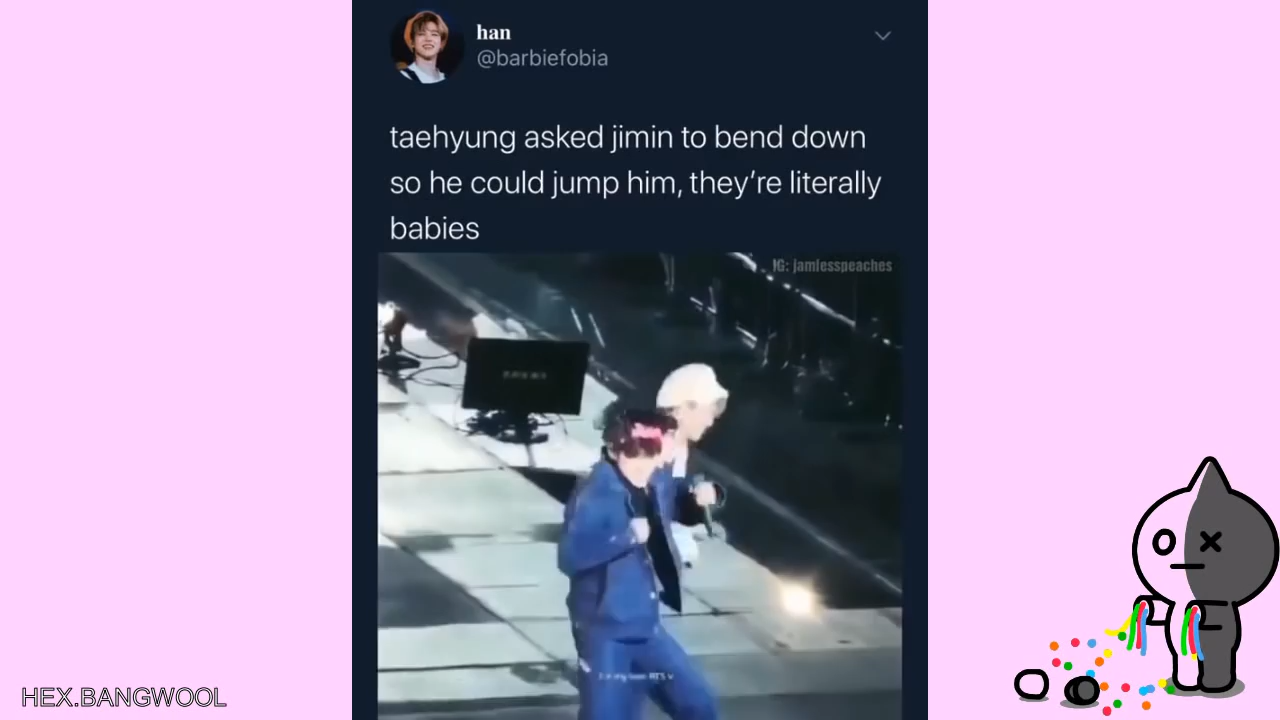 han
@barbiefobia
taehyung asked jimin to bend down
so he could jump him, they’re literally
babies
IG: jamlesspeaches
HEX.BANGWOOL